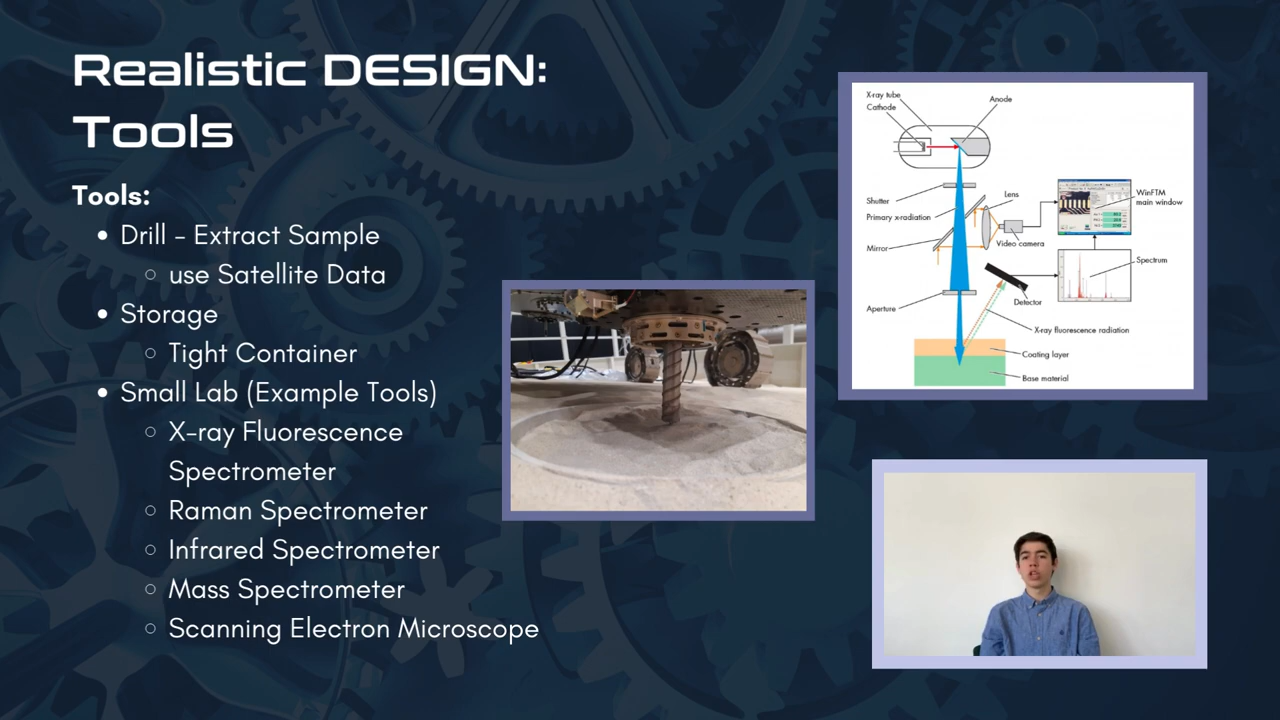 Realistic DESIGN:
Tools
Tools:
Drill - Extract Sample
use Satellite Data
Storage
Tight Container
Small Lab (Example Tools)
X-ray Fluorescence
Spectrometer
Raman Spectrometer
Infrared Spectrometer
Mass Spectrometer
Scanning Electron Microscope
X-ray tube
Cathode
Anode
Shutter
Lens
Primary x-radiation
WinFTM
main window
Mirror
Video camera
Spectrum
Detector
Aperture
X-ray fluorescence radiation
Coating layer
Base material